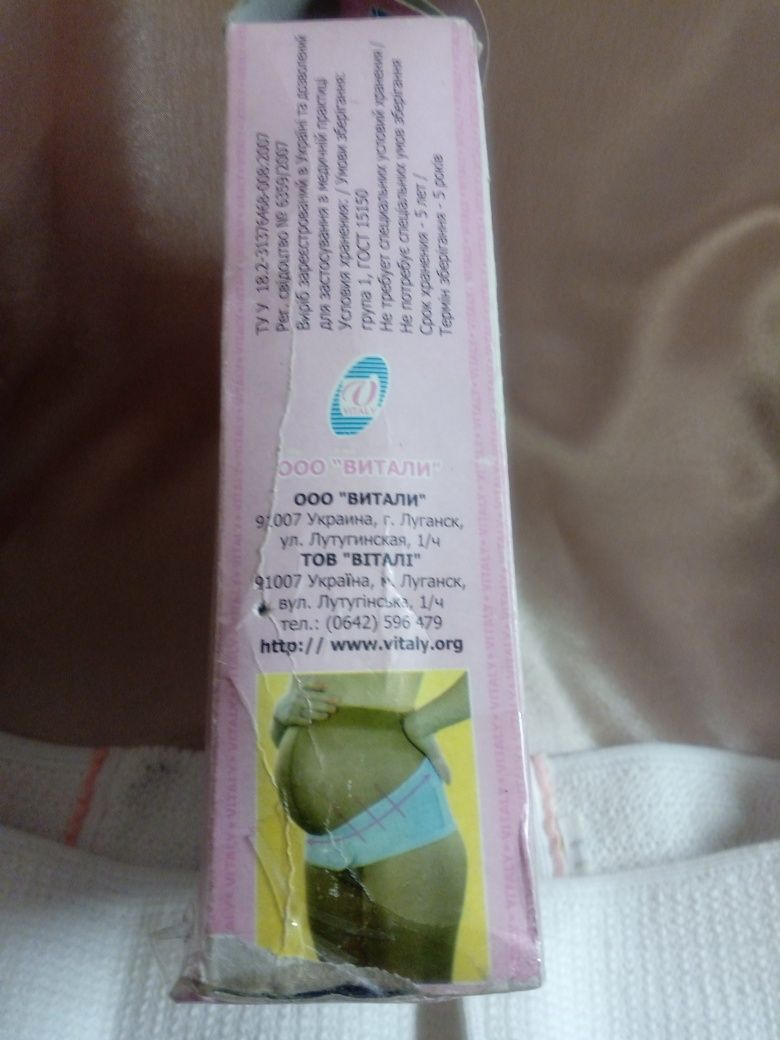 ТУ У 18.2-31376468-008:2007
Рег. свідоцтво № 6359/2007
Виріб зареєстрований в Україні та дозволений
для застосування в медичній практиці
Условия хранения: / Умови зберігання:
група 1, ГОСТ 15150
Не требует специальных условий хранения /
Не потребує спеціальних умов зберігання
Срок хранения - 5 лет /
Термін зберігання - 5 років
VITALY
ООО "ВИТАЛИ"
ООО "ВИТАЛИ"
91007 Украина, г. Луганск,
ул. Лутугинская, 1/ч
ТОВ "ВІТАЛІ"
91007 Україна, м. Луганск,
вул. Лутугінська, 1/ч
тел.: (0642) 596 479
http:// www.vitaly.org